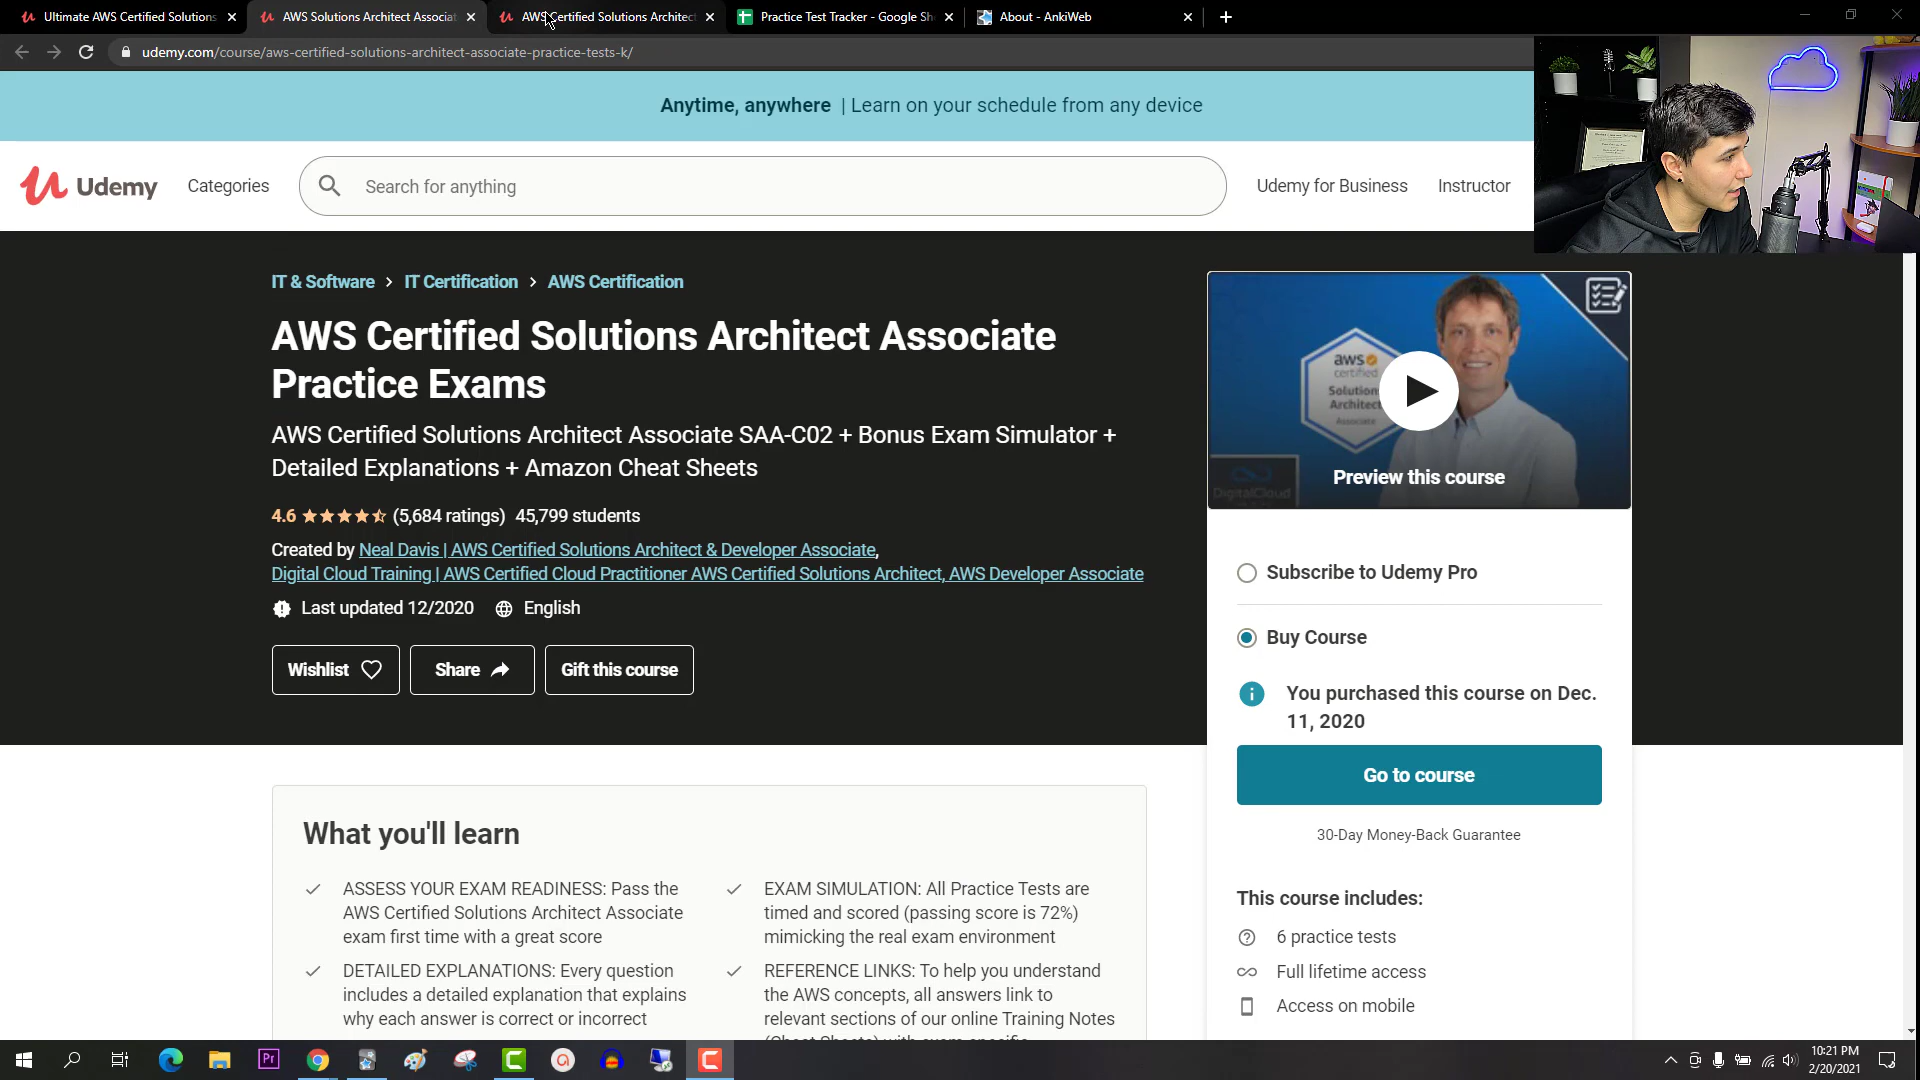 Ultimate AWS Certified Solutions
AWS Solutions Architect Associat
AWS Certified Solutions Architect
Practice Test Tracker - Google Sh
About - AnkiWeb
udemy.com/course/aws-certified-solutions-architect-associate-practice-tests-k/
Anytime, anywhere | Learn on your schedule from any device
Udemy
Categories
Search for anything
Udemy for Business
Instructor
IT & Software > IT Certification > AWS Certification
AWS Certified Solutions Architect Associate
Practice Exams
AWS Certified Solutions Architect Associate SAA-C02 + Bonus Exam Simulator +
Detailed Explanations + Amazon Cheat Sheets
4.6 (5,684 ratings) 45,799 students
Created by Neal Davis | AWS Certified Solutions Architect & Developer Associate,
Digital Cloud Training | AWS Certified Cloud Practitioner AWS Certified Solutions Architect, AWS Developer Associate
Last updated 12/2020 English
Wishlist
Share
Gift this course
aws
certified
Solutions
Architect
Associate
DigitalCloud
Preview this course
Subscribe to Udemy Pro
Buy Course
You purchased this course on Dec.
11, 2020
Go to course
30-Day Money-Back Guarantee
This course includes:
6 practice tests
Full lifetime access
Access on mobile
What you'll learn
ASSESS YOUR EXAM READINESS: Pass the
AWS Certified Solutions Architect Associate
exam first time with a great score
DETAILED EXPLANATIONS: Every question
includes a detailed explanation that explains
why each answer is correct or incorrect
EXAM SIMULATION: All Practice Tests are
timed and scored (passing score is 72%)
mimicking the real exam environment
REFERENCE LINKS: To help you understand
the AWS concepts, all answers link to
relevant sections of our online Training Notes
(Cheat Sheets) with exam-specific
Pr
10:21 PM
2/20/2021